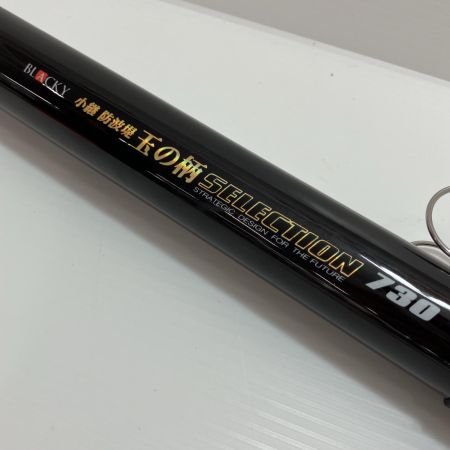 BLACKY 小継 防波堤 玉の柄 SELECTION 730
STRATEGIC DESIGN FOR THE FUTURE